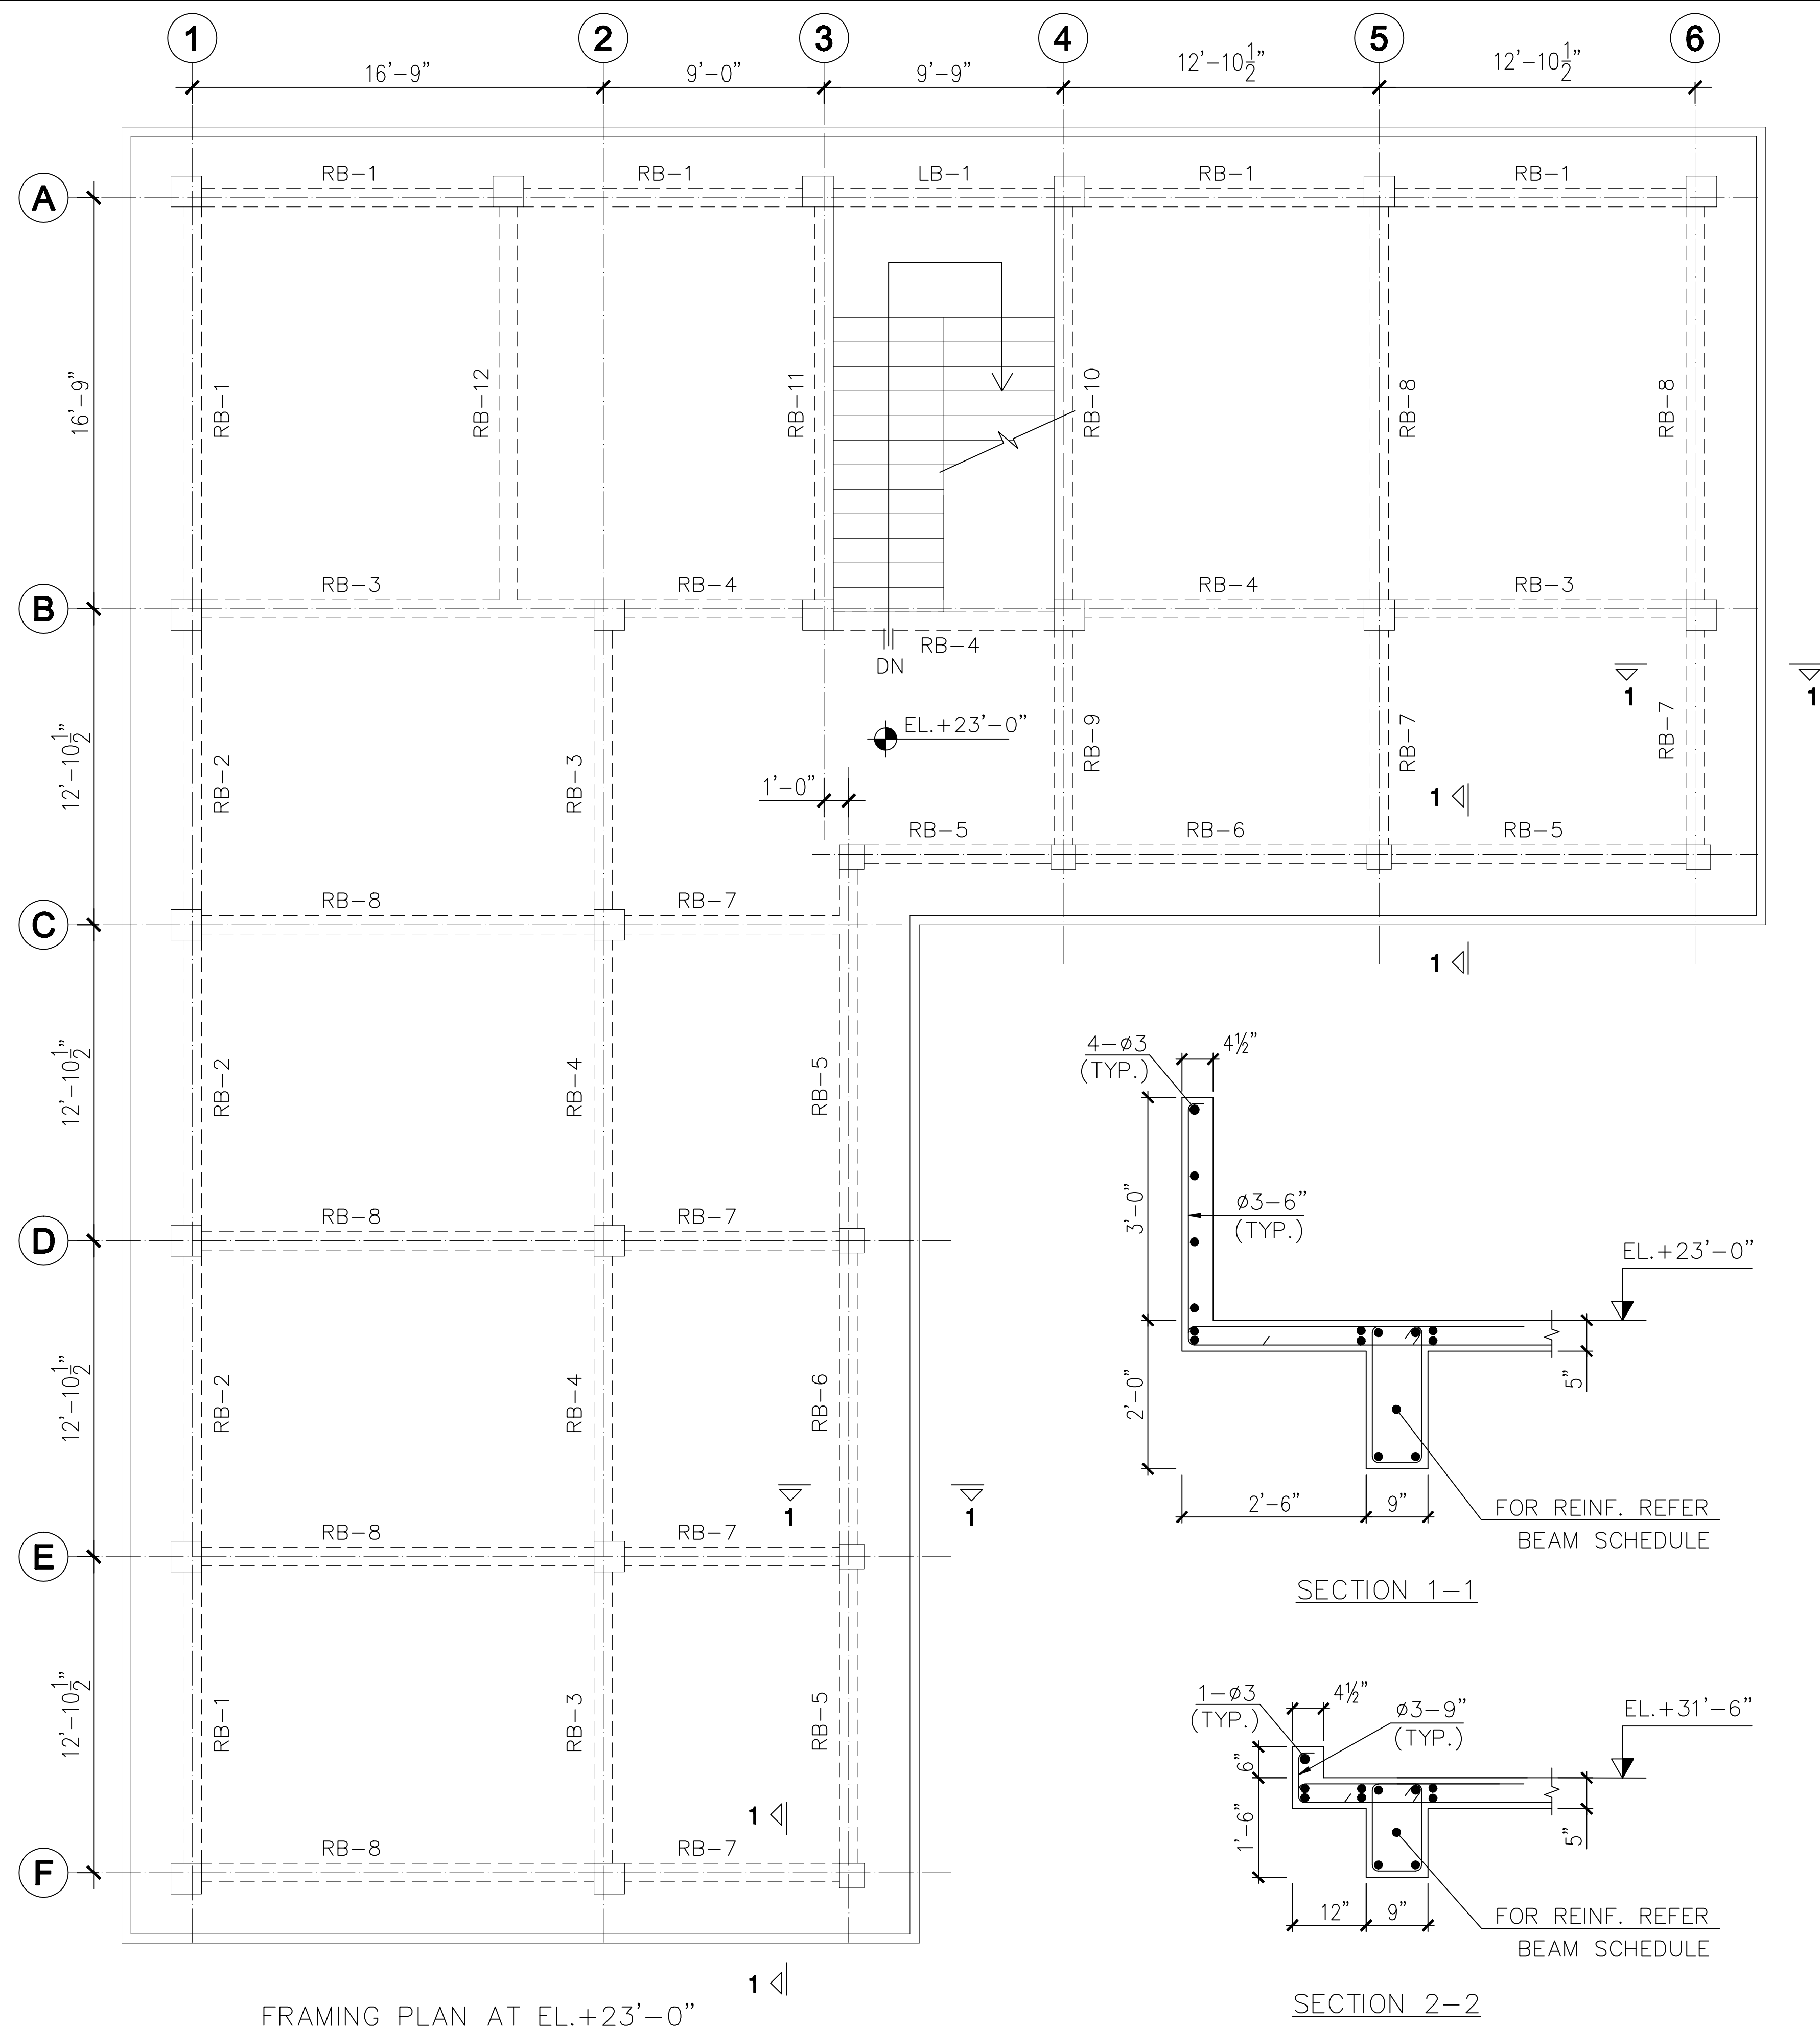 1 2 3 4 5 6
16'-9" 9'-0" 9'-9" 12'-10½" 12'-10½"
RB-1 RB-1 LB-1 RB-1 RB-1
A
16'-9"
RB-1 RB-12 RB-11 RB-10 RB-8 RB-8
B
RB-3 RB-4 RB-4 RB-3
RB-4
DN
1 1
12'-10½"
RB-2 RB-3
EL.+23'-0"
RB-9 RB-7 RB-7
1'-0"
1
RB-5 RB-6 RB-5
C
RB-8 RB-7
1
12'-10½"
RB-2 RB-4 RB-5
D
RB-8 RB-7
12'-10½"
RB-2 RB-4 RB-6
1 1
E
RB-8 RB-7
12'-10½"
RB-1 RB-3 RB-5
1
F
RB-8 RB-7
1
FRAMING PLAN AT EL.+23'-0"
4-ø3
(TYP.)
4½"
3'-0"
ø3-6"
(TYP.)
EL.+23'-0"
2'-0"
5"
2'-6" 9"
FOR REINF. REFER
BEAM SCHEDULE
SECTION 1-1
1-ø3
(TYP.)
4½"
ø3-9"
(TYP.)
EL.+31'-6"
6"
1'-6"
5"
12" 9"
FOR REINF. REFER
BEAM SCHEDULE
SECTION 2-2